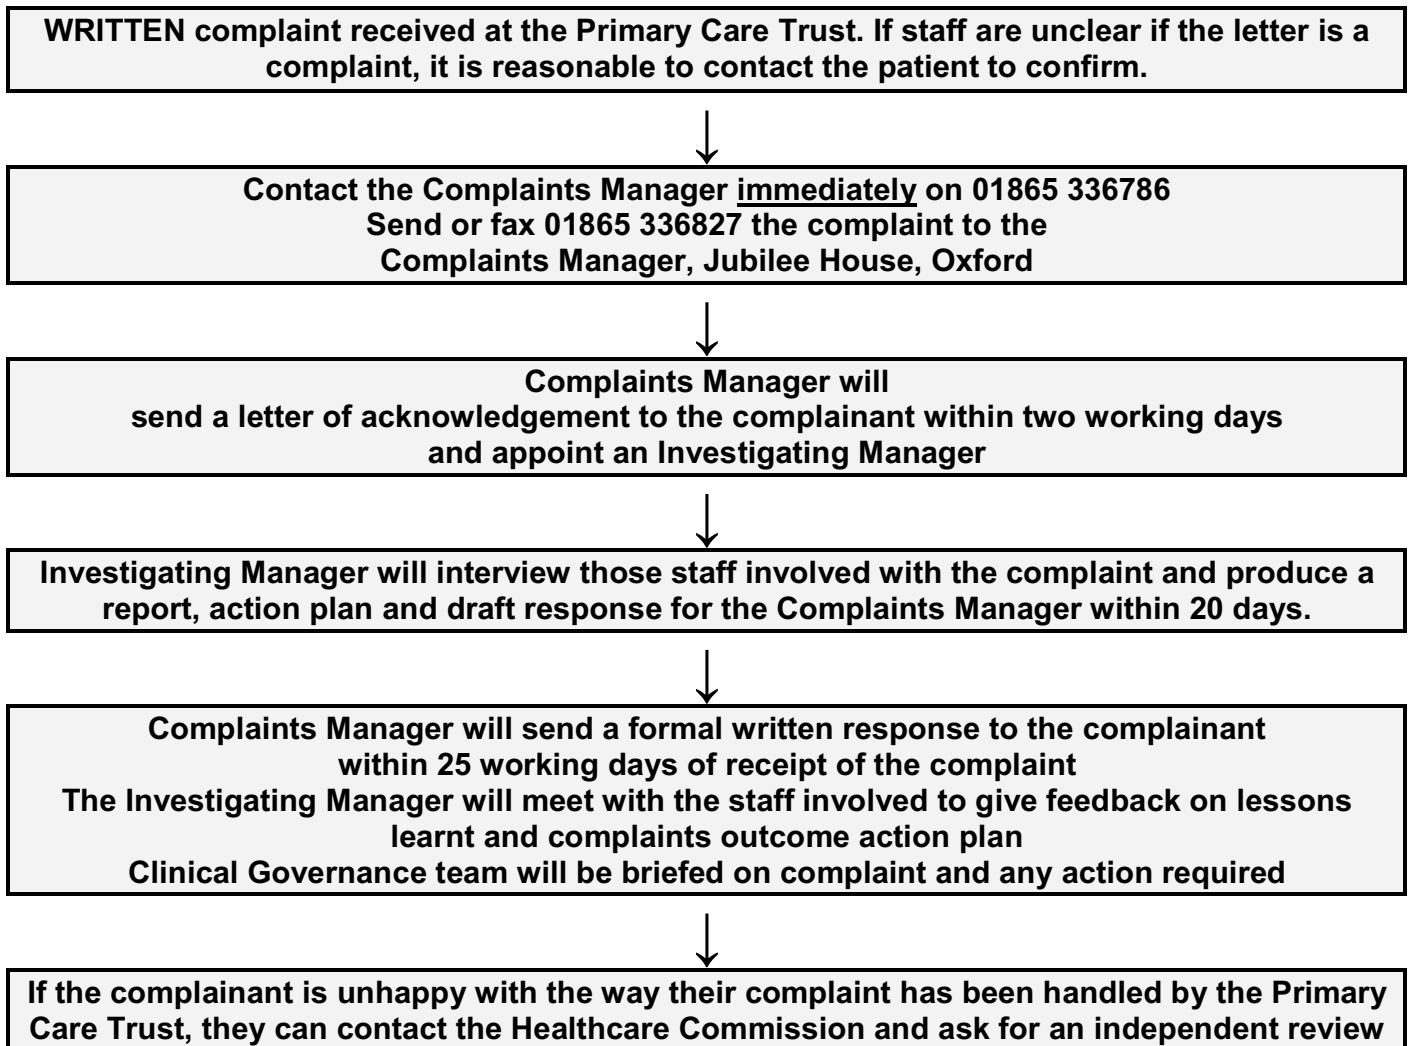 WRITTEN complaint received at the Primary Care Trust. If staff are unclear if the letter is a
complaint, it is reasonable to contact the patient to confirm.
Contact the Complaints Manager immediately on 01865 336786
Send or fax 01865 336827 the complaint to the
Complaints Manager, Jubilee House, Oxford
Complaints Manager will
send a letter of acknowledgement to the complainant within two working days
and appoint an Investigating Manager
Investigating Manager will interview those staff involved with the complaint and produce a
report, action plan and draft response for the Complaints Manager within 20 days.
Complaints Manager will send a formal written response to the complainant
within 25 working days of receipt of the complaint
The Investigating Manager will meet with the staff involved to give feedback on lessons
learnt and complaints outcome action plan
Clinical Governance team will be briefed on complaint and any action required
If the complainant is unhappy with the way their complaint has been handled by the Primary
Care Trust, they can contact the Healthcare Commission and ask for an independent review